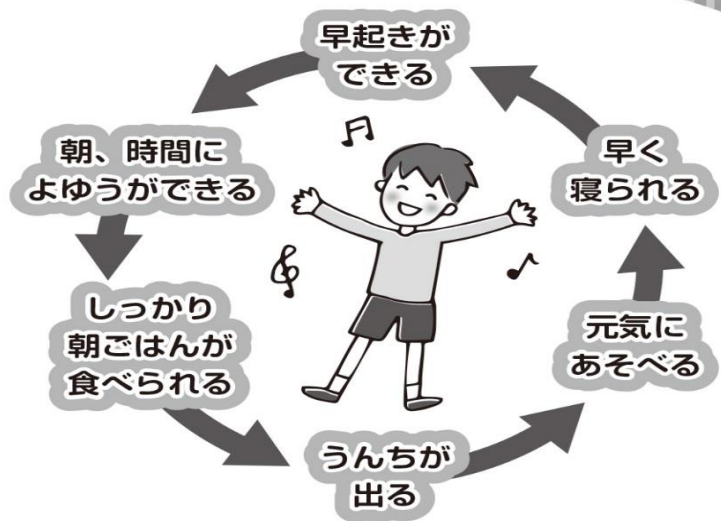 早起きが
できる
朝、時間に
よゆうができる
しっかり
朝ごはんが
食べられる
うんちが
出る
元気に
あそべる
早く
寝られる